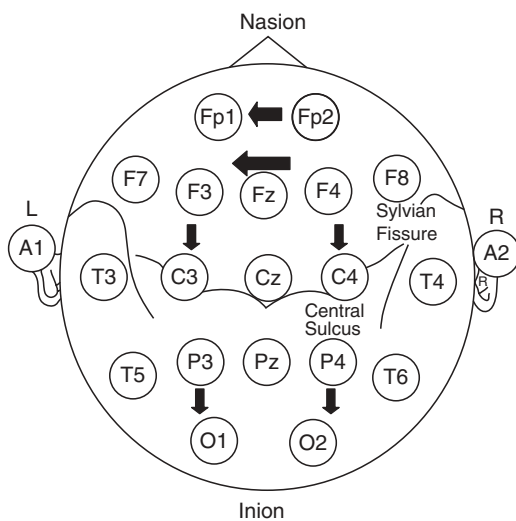 Nasion
Fp1 Fp2
F7 F3 Fz F4 F8
L R
Sylvian
Fissure
A1 A2
T3 C3 Cz C4 T4
R
Central
Sulcus
T5 P3 Pz P4 T6
O1 O2
Inion